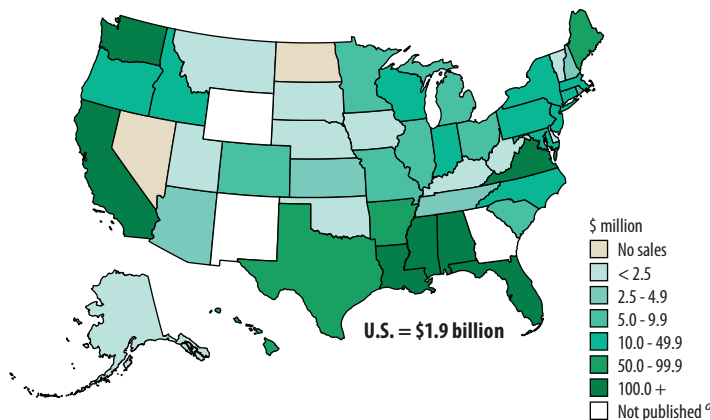 U.S. = $1.9 billion
$ million
No sales
< 2.5
2.5 - 4.9
5.0 - 9.9
10.0 - 49.9
50.0 - 99.9
100.0 +
Not published